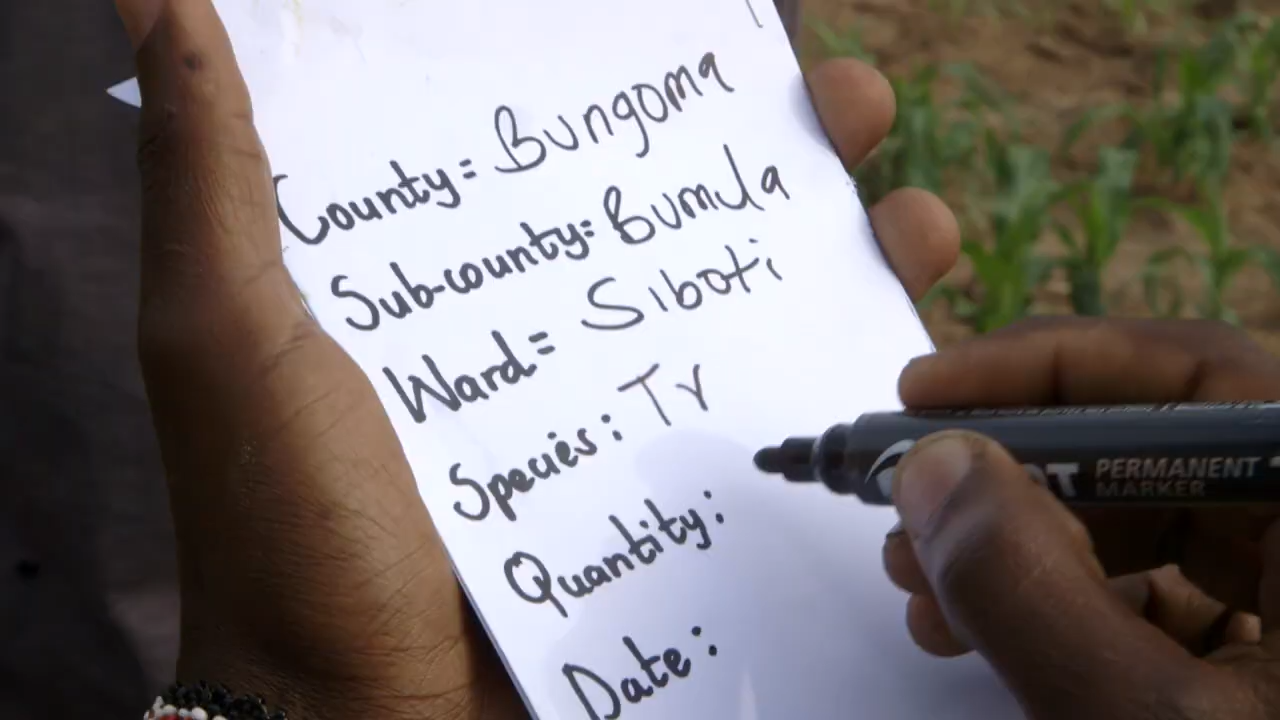 County= Bungoma
Sub-county= Bumula
Ward= Siboti
Species: Tr
Quantity:
Date:
PERMANENT
MARKER